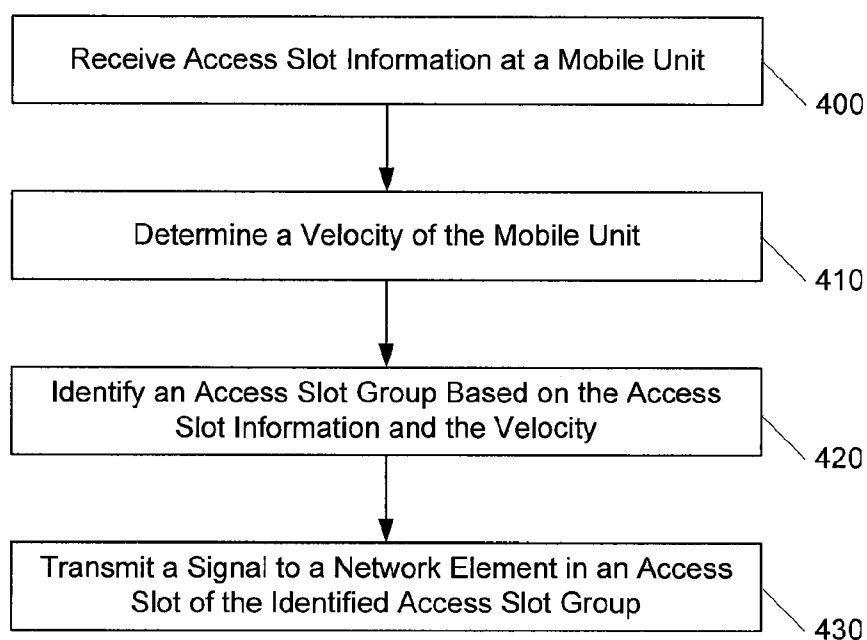 Receive Access Slot Information at a Mobile Unit
400
Determine a Velocity of the Mobile Unit
410
Identify an Access Slot Group Based on the Access
Slot Information and the Velocity
420
Transmit a Signal to a Network Element in an Access
Slot of the Identified Access Slot Group
430